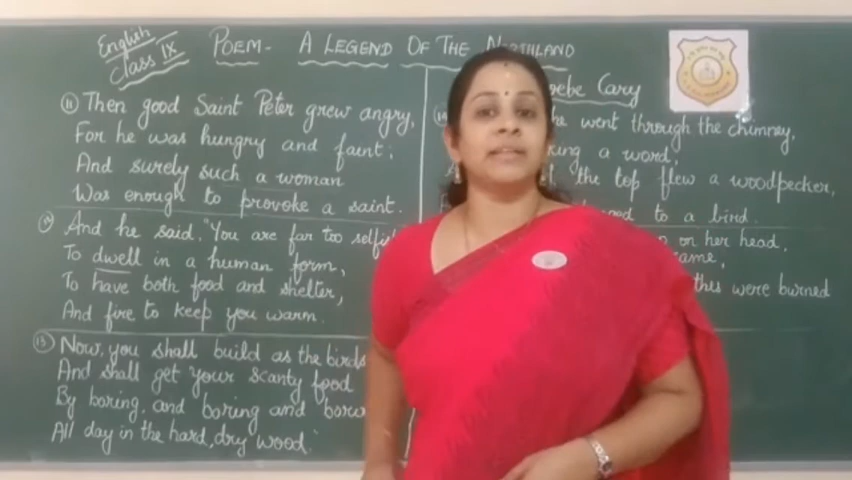 English
Class IX
POEM- A LEGEND OF THE NORTHLAND
⑪ Then good Saint Peter grew angry,
For he was hungry and faint;
And surely such a woman
Was enough to provoke a saint.
⑫ And he said, "You are far too selfish
To dwell in a human form,
To have both food and shelter,
And fire to keep you warm.
⑬ Now, you shall build as the birds
And shall get your scanty food
By boring, and boring and
All day in the hard, dry wood."
Cary
went through the chimney,
a word,
the top flew a woodpecker,
to a bird.
on her head,
same,
this were burned